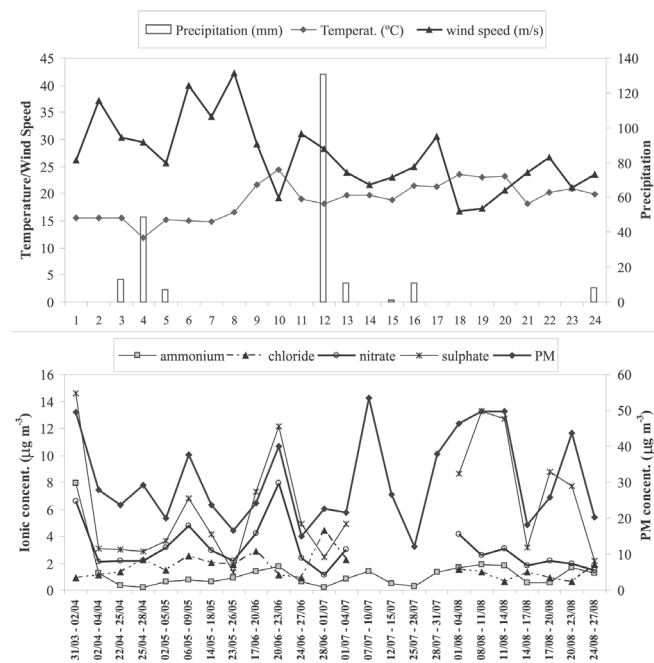 Precipitation (mm) Temperat. (ºC) wind speed (m/s)
45 140
40 120
35 100
30 80
25
20 60
15 40
10 20
5
0 0
Temperature/Wind Speed
Precipitation
1 2 3 4 5 6 7 8 9 10 11 12 13 14 15 16 17 18 19 20 21 22 23 24
ammonium chloride nitrate sulphate PM
16 60
14 50
12 40
10
8 30
6 20
4 10
2
0 0
Ionic concent. (µg m-3)
PM concent. (µg m-3)
31/03 - 02/04
02/04 - 04/04
22/04 - 25/04
25/04 - 28/04
02/05 - 05/05
06/05 - 09/05
14/05 - 18/05
23/05 - 26/05
17/06 - 20/06
20/06 - 23/06
24/06 - 27/06
28/06 - 01/07
01/07 - 04/07
07/07 - 10/07
12/07 - 15/07
25/07 - 28/07
28/07 - 31/07
01/08 - 04/08
08/08 - 11/08
11/08 - 14/08
14/08 - 17/08
17/08 - 20/08
20/08 - 23/08
24/08 - 27/08